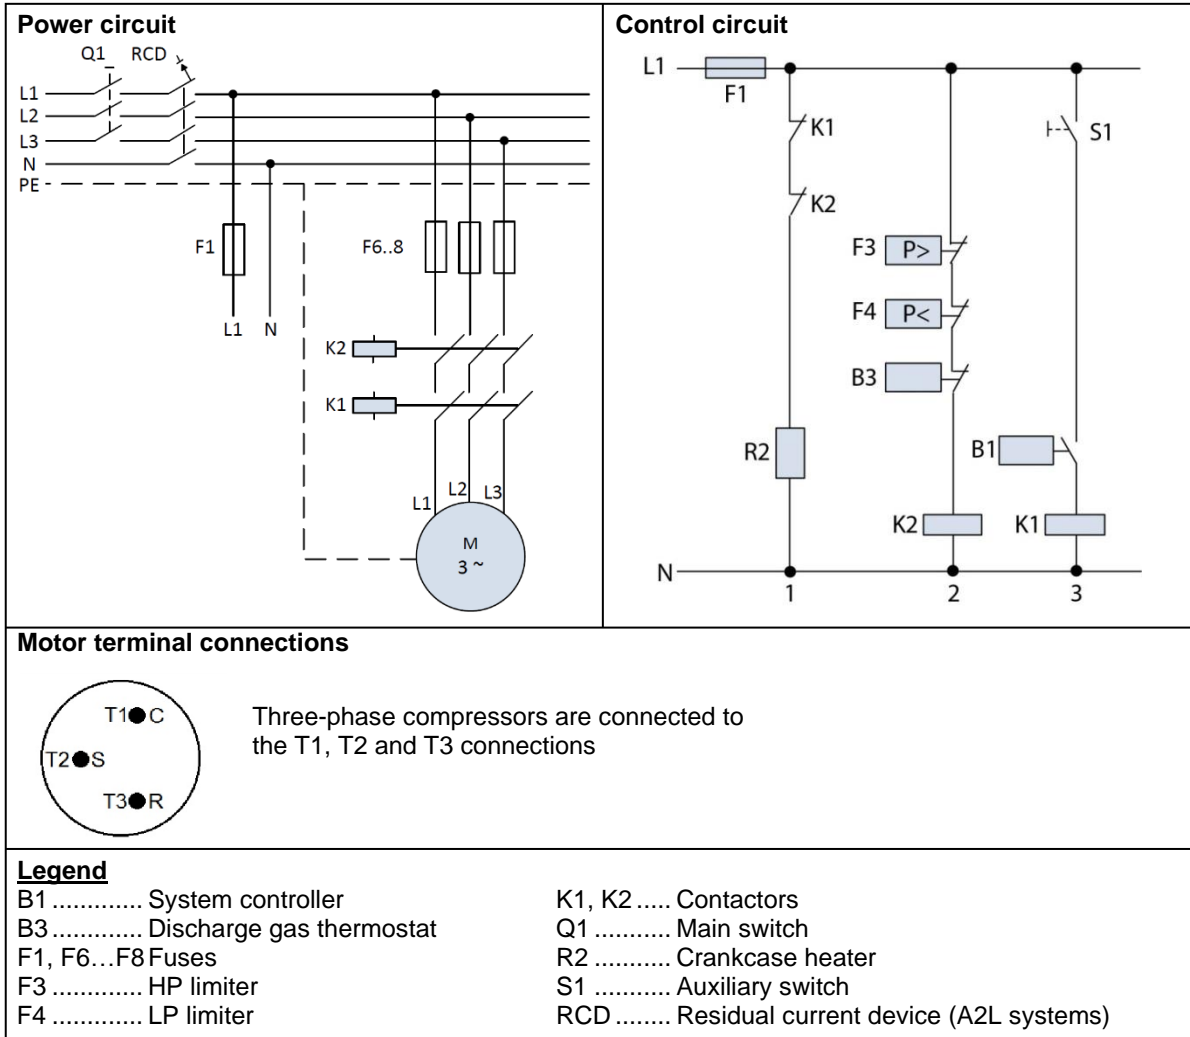 Power circuit
Q1 RCD
L1
L2
L3
N
PE
F1 F6..8
L1 N
K2
K1
L1 L2 L3
M
3 ~
Control circuit
L1
F1
K1 S1
K2
F3 P>
F4 P<
B3
R2 B1
K2 K1
N
1 2 3
Motor terminal connections
T1 C
T2 S
T3 R
Three-phase compressors are connected to
the T1, T2 and T3 connections
Legend
B1 ............. System controller
B3 ............. Discharge gas thermostat
F1, F6…F8 Fuses
F3 ............. HP limiter
F4 ............. LP limiter
K1, K2 ..... Contactors
Q1 ........... Main switch
R2 ........... Crankcase heater
S1 ........... Auxiliary switch
RCD ........ Residual current device (A2L systems)